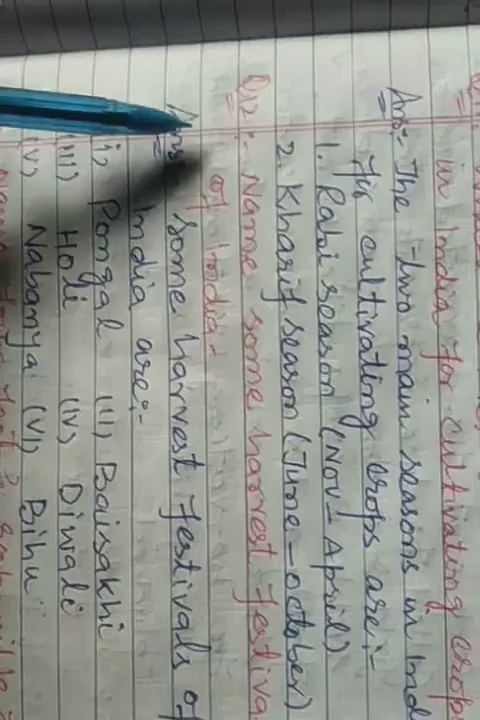 in India for cultivating crop
Ans:- The two main seasons in Ind
for cultivating crops are:-
1. Rabi season (Nov - April)
2. Kharif season (June - October)
Q12:- Name some harvest festiva
of India-
Ans some harvest festivals of
India are:-
i) Pongal (ii) Baisakhi
(iii) Holi (iv) Diwali
(v) Nabanya (vi) Bihu